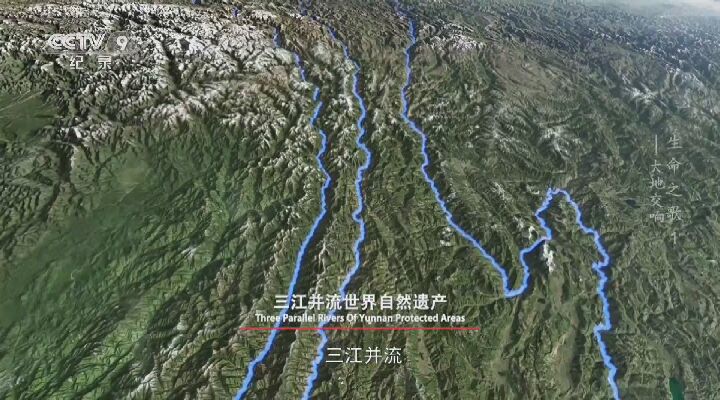 CCTV 9
纪录
生命之歌
—大地交响
三江并流世界自然遗产
Three Parallel Rivers Of Yunnan Protected Areas
三江并流